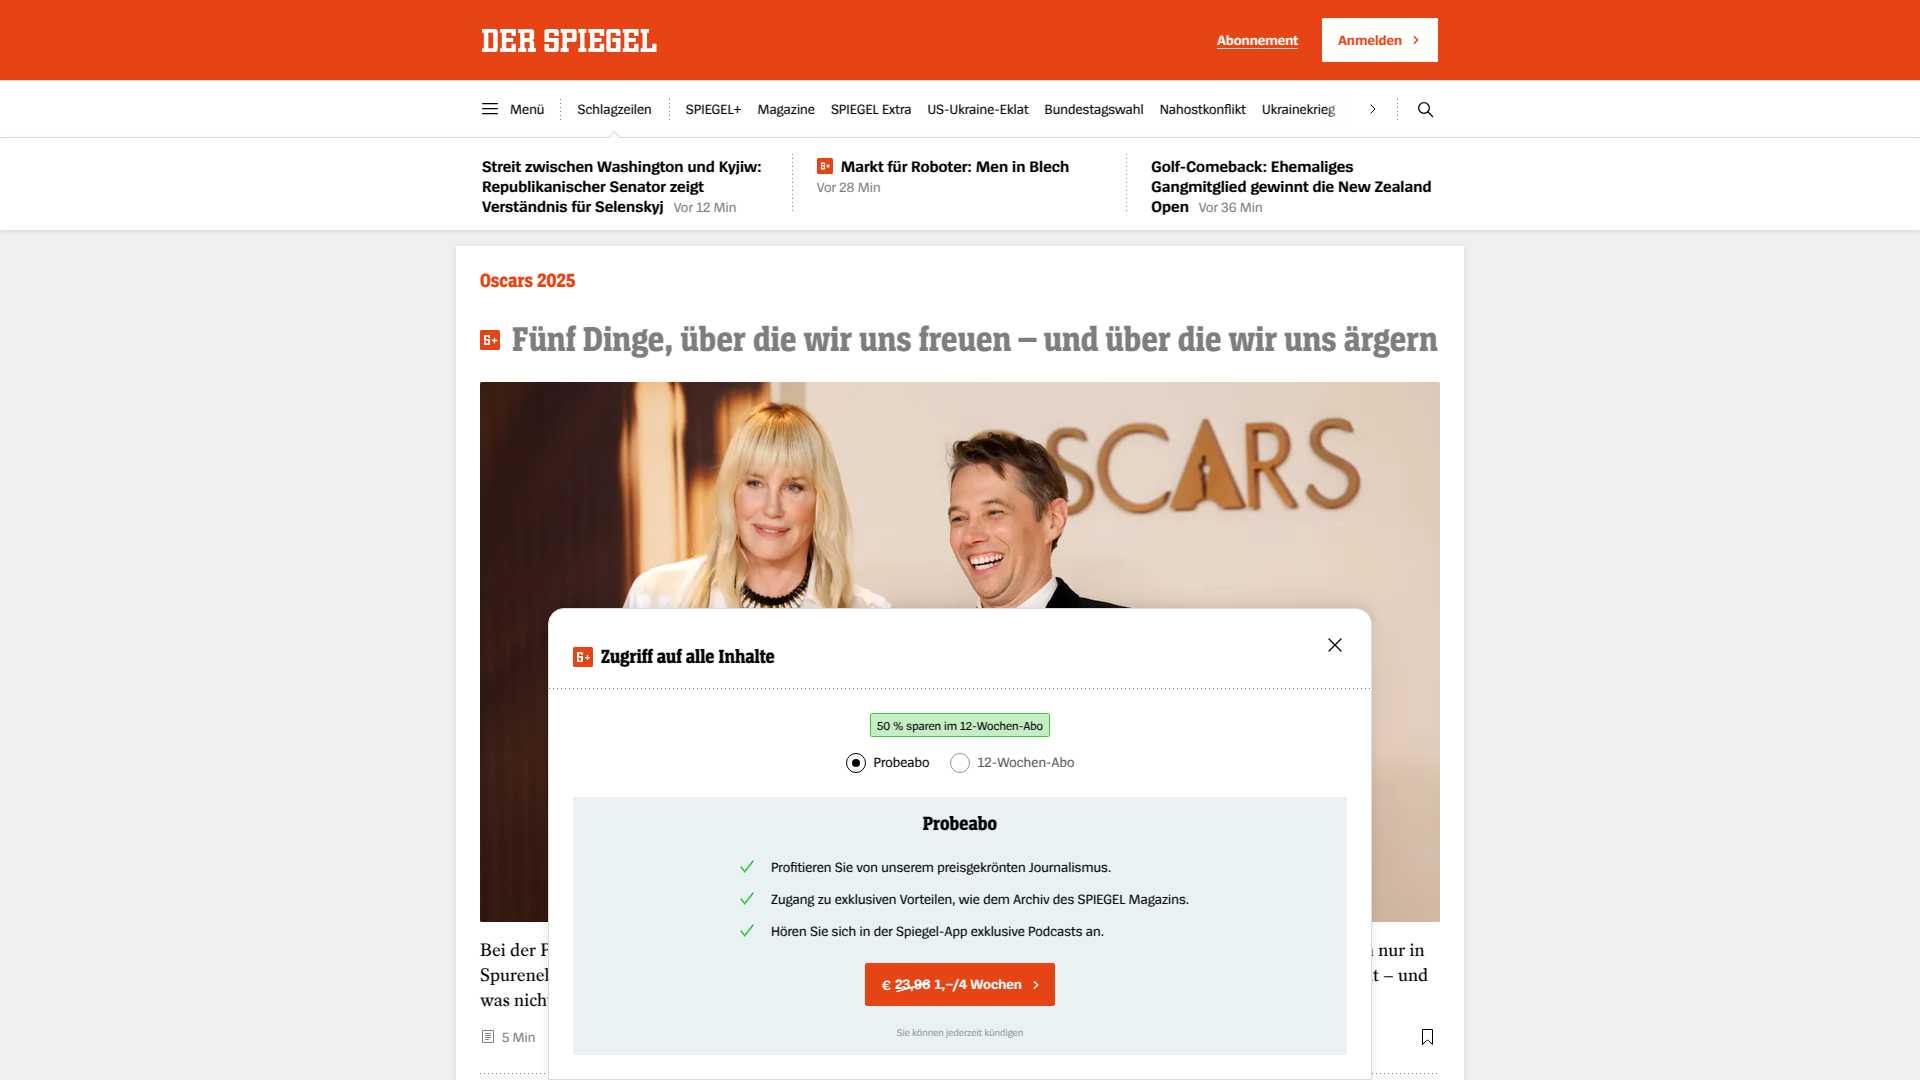 DER SPIEGEL
Abonnement
Anmelden
Menü
Schlagzeilen
SPIEGEL+
Magazine
SPIEGEL Extra
US-Ukraine-Eklat
Bundestagswahl
Nahostkonflikt
Ukrainekrieg
Streit zwischen Washington und Kyjiw:
Republikanischer Senator zeigt
Verständnis für Selenskyj Vor 12 Min
S+ Markt für Roboter: Men in Blech
Vor 28 Min
Golf-Comeback: Ehemaliges
Gangmitglied gewinnt die New Zealand
Open Vor 36 Min
Oscars 2025
S+ Fünf Dinge, über die wir uns freuen – und über die wir uns ärgern
OSCARS
S+ Zugriff auf alle Inhalte
50 % sparen im 12-Wochen-Abo
Probeabo
12-Wochen-Abo
Probeabo
Profitieren Sie von unserem preisgekrönten Journalismus.
Zugang zu exklusiven Vorteilen, wie dem Archiv des SPIEGEL Magazins.
Hören Sie sich in der Spiegel-App exklusive Podcasts an.
€ 23,96 1,–/4 Wochen
Sie können jederzeit kündigen
Bei der
nur in
– und
was
5 Min